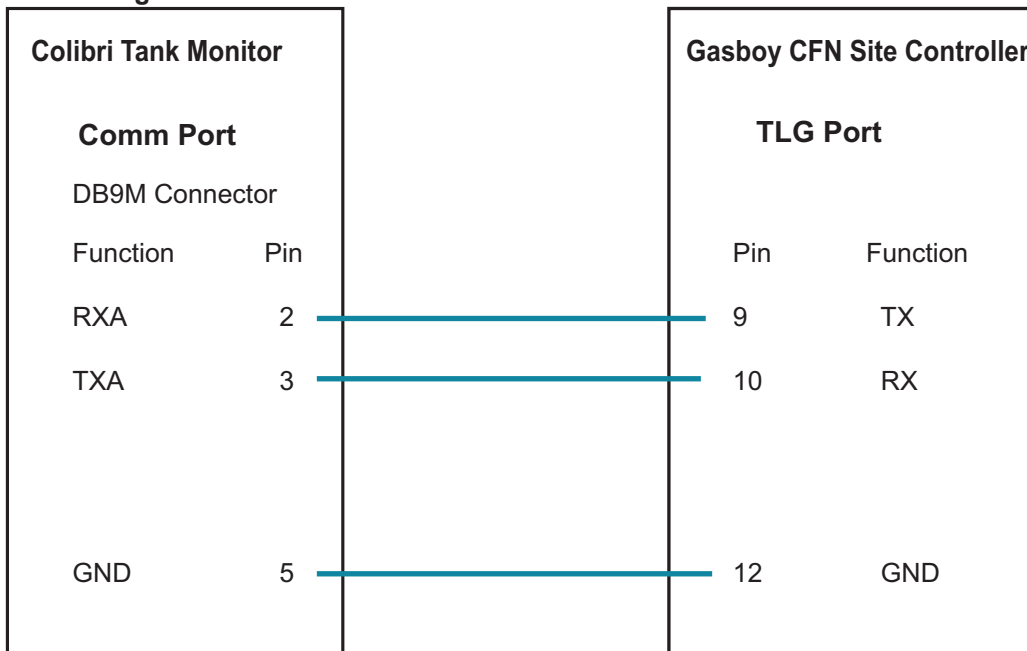 Colibri Tank Monitor Gasboy CFN Site Controller
Comm Port TLG Port
DB9M Connector
Function Pin Pin Function
RXA 2 9 TX
TXA 3 10 RX
GND 5 12 GND